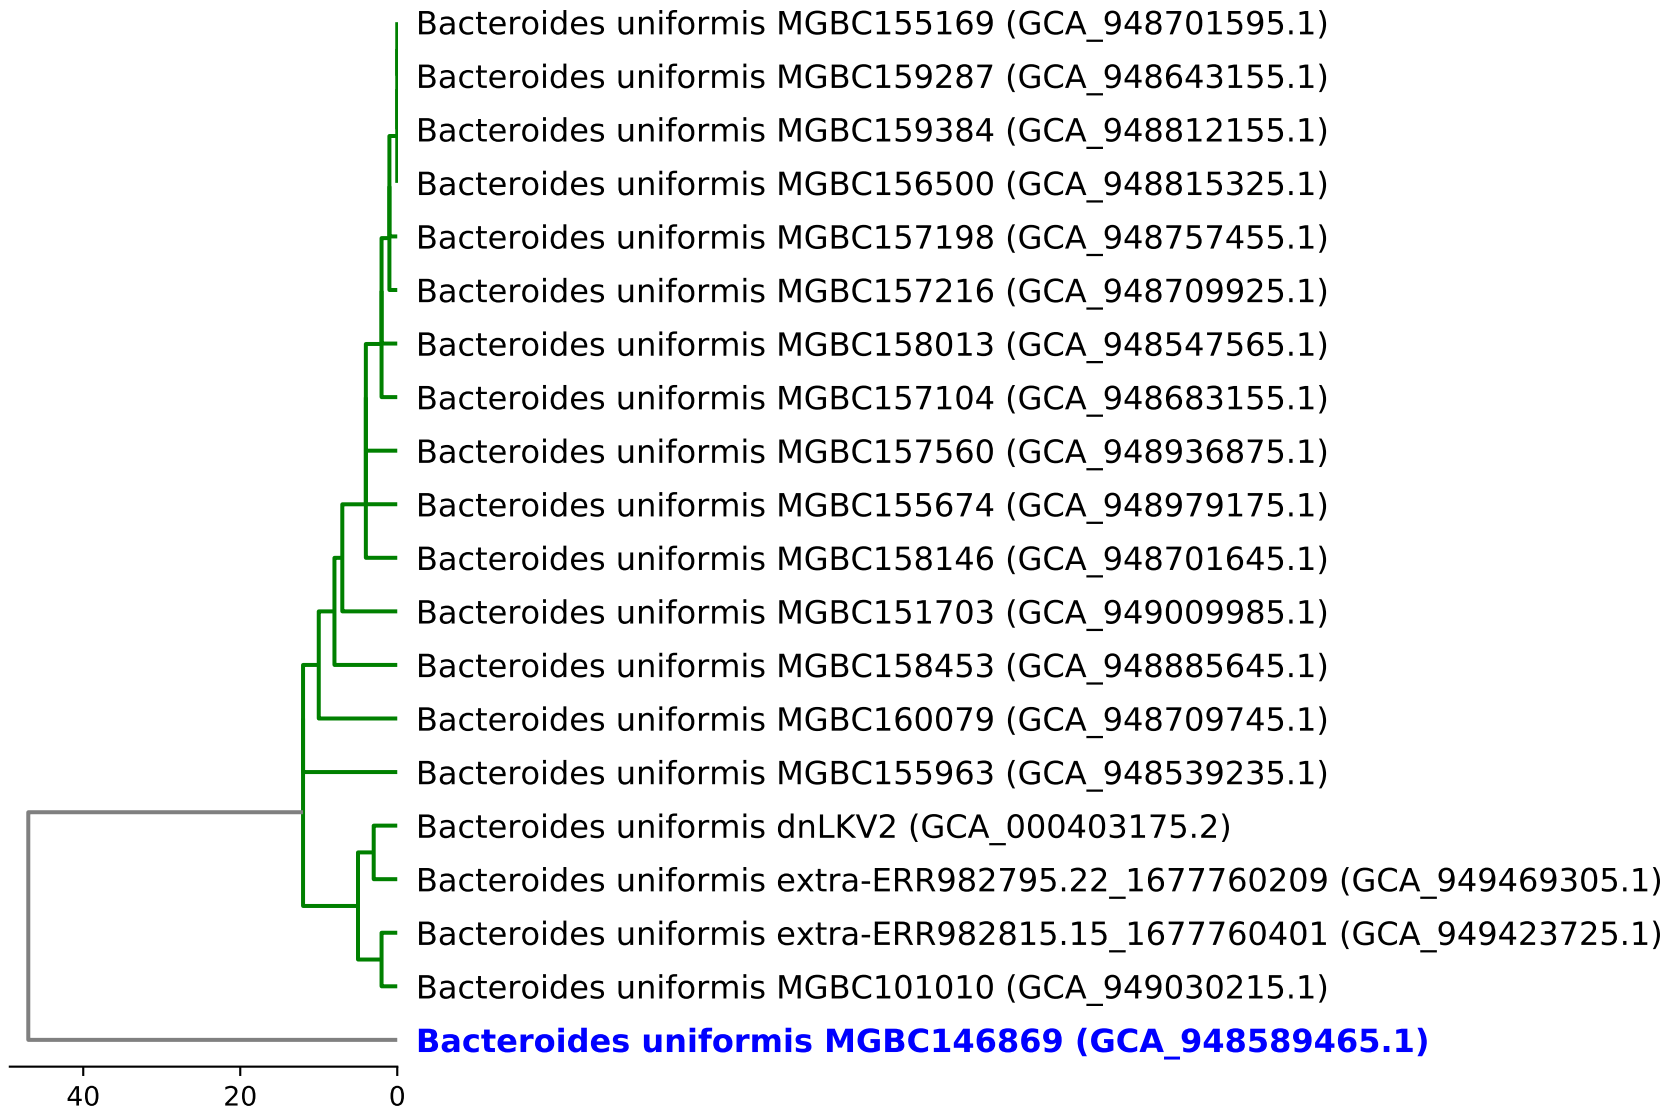 Bacteroides uniformis MGBC155169 (GCA_948701595.1)
Bacteroides uniformis MGBC159287 (GCA_948643155.1)
Bacteroides uniformis MGBC159384 (GCA_948812155.1)
Bacteroides uniformis MGBC156500 (GCA_948815325.1)
Bacteroides uniformis MGBC157198 (GCA_948757455.1)
Bacteroides uniformis MGBC157216 (GCA_948709925.1)
Bacteroides uniformis MGBC158013 (GCA_948547565.1)
Bacteroides uniformis MGBC157104 (GCA_948683155.1)
Bacteroides uniformis MGBC157560 (GCA_948936875.1)
Bacteroides uniformis MGBC155674 (GCA_948979175.1)
Bacteroides uniformis MGBC158146 (GCA_948701645.1)
Bacteroides uniformis MGBC151703 (GCA_949009985.1)
Bacteroides uniformis MGBC158453 (GCA_948885645.1)
Bacteroides uniformis MGBC160079 (GCA_948709745.1)
Bacteroides uniformis MGBC155963 (GCA_948539235.1)
Bacteroides uniformis dnLKV2 (GCA_000403175.2)
Bacteroides uniformis extra-ERR982795.22_1677760209 (GCA_949469305.1)
Bacteroides uniformis extra-ERR982815.15_1677760401 (GCA_949423725.1)
Bacteroides uniformis MGBC101010 (GCA_949030215.1)
Bacteroides uniformis MGBC146869 (GCA_948589465.1)
40 20 0